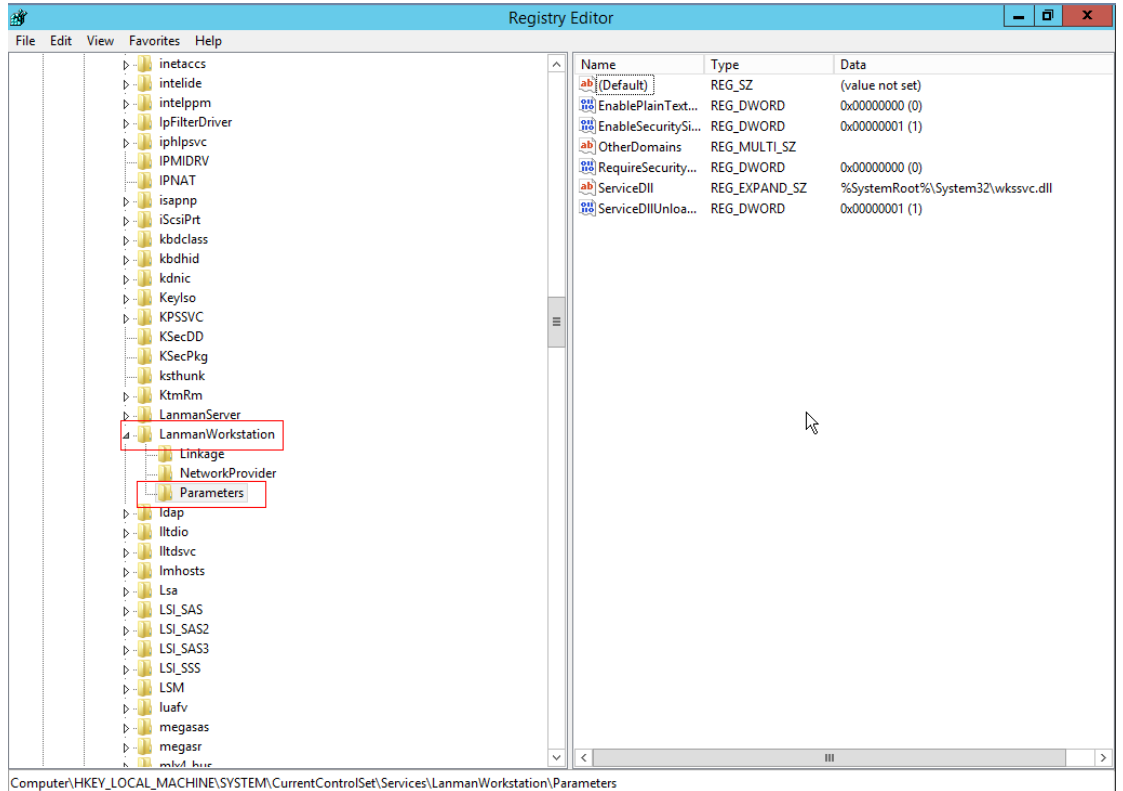 Registry Editor
File Edit View Favorites Help
inetaccs
intelide
intelppm
IpFilterDriver
iphlpsvc
IPMIDRV
IPNAT
isapnp
iScsiPrt
kbdclass
kbdhid
kdnic
KeyIso
KPSSVC
KSecDD
KSecPkg
ksthunk
KtmRm
LanmanServer
LanmanWorkstation
Linkage
NetworkProvider
Parameters
ldap
lltdio
lltdsvc
lmhosts
Lsa
LSI_SAS
LSI_SAS2
LSI_SAS3
LSI_SSS
LSM
luafv
megasas
megasr
mlx4_bus
Name Type Data
(Default) REG_SZ (value not set)
EnablePlainText... REG_DWORD 0x00000000 (0)
EnableSecuritySi... REG_DWORD 0x00000001 (1)
OtherDomains REG_MULTI_SZ
RequireSecurity... REG_DWORD 0x00000000 (0)
ServiceDll REG_EXPAND_SZ %SystemRoot%\System32\wkssvc.dll
ServiceDllUnloa... REG_DWORD 0x00000001 (1)
Computer\HKEY_LOCAL_MACHINE\SYSTEM\CurrentControlSet\Services\LanmanWorkstation\Parameters